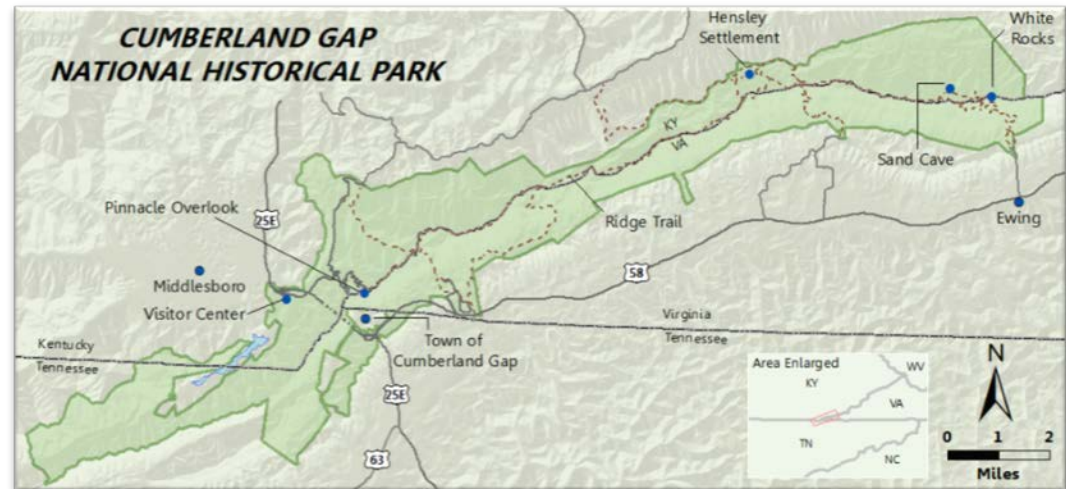 CUMBERLAND GAP
NATIONAL HISTORICAL PARK
Hensley
Settlement
White
Rocks
KY
VA
Sand Cave
Pinnacle Overlook
25E
Ridge Trail
Ewing
Middlesboro
58
Visitor Center
Virginia
Tennessee
Kentucky
Tennessee
Town of
Cumberland Gap
25E
63
Area Enlarged
KY
WV
VA
TN
NC
N
0 1 2
Miles